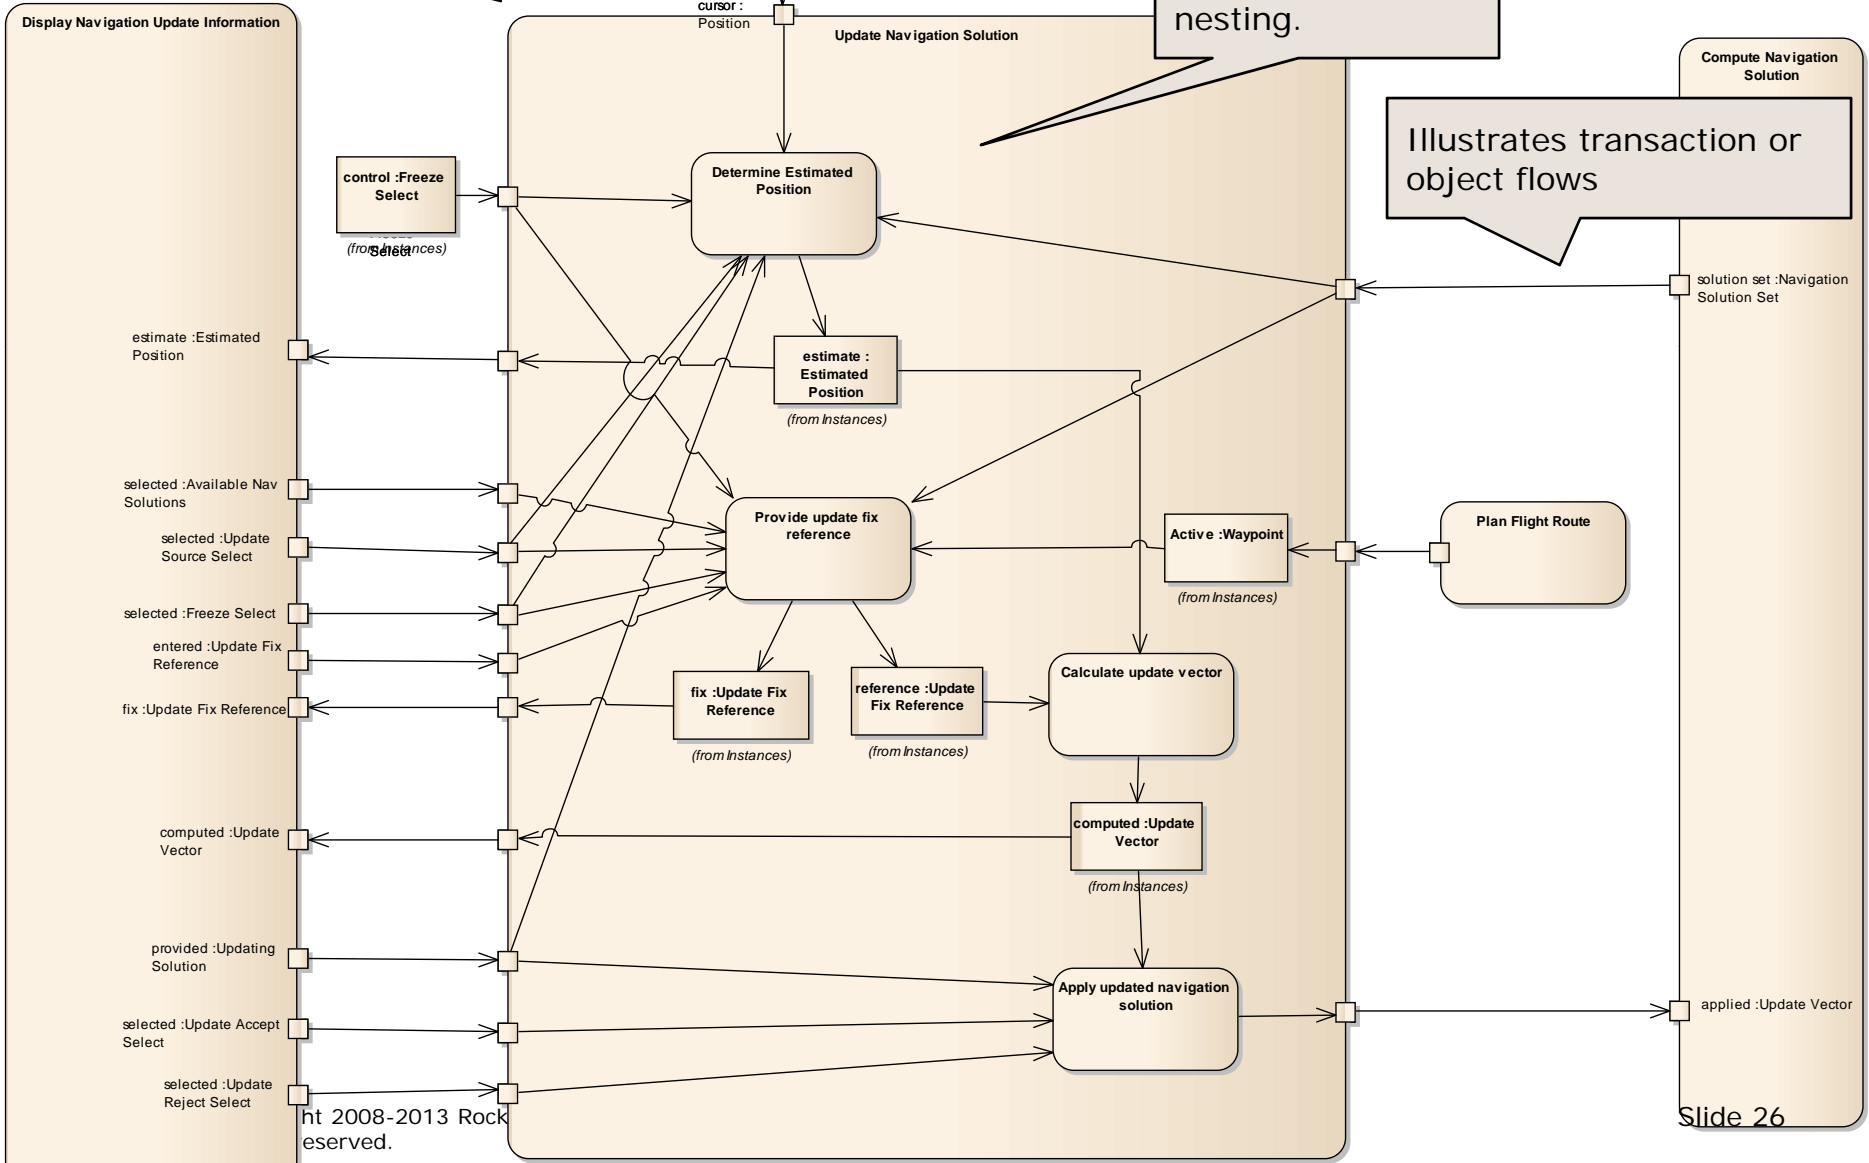 Display Navigation Update Information
cursor :
Position
Update Navigation Solution
nesting.
Compute Navigation
Solution
Illustrates transaction or
object flows
control :Freeze
Select
(from Instances)
Select
Determine Estimated
Position
solution set :Navigation
Solution Set
estimate :Estimated
Position
estimate :
Estimated
Position
(from Instances)
selected :Available Nav
Solutions
selected :Update
Source Select
selected :Freeze Select
entered :Update Fix
Reference
fix :Update Fix Reference
Provide update fix
reference
Active :Waypoint
(from Instances)
Plan Flight Route
fix :Update Fix
Reference
(from Instances)
reference :Update
Fix Reference
(from Instances)
Calculate update vector
computed :Update
Vector
computed :Update
Vector
(from Instances)
provided :Updating
Solution
selected :Update Accept
Select
selected :Update
Reject Select
Apply updated navigation
solution
applied :Update Vector
ht 2008-2013 Rock
eserved.
Slide 26